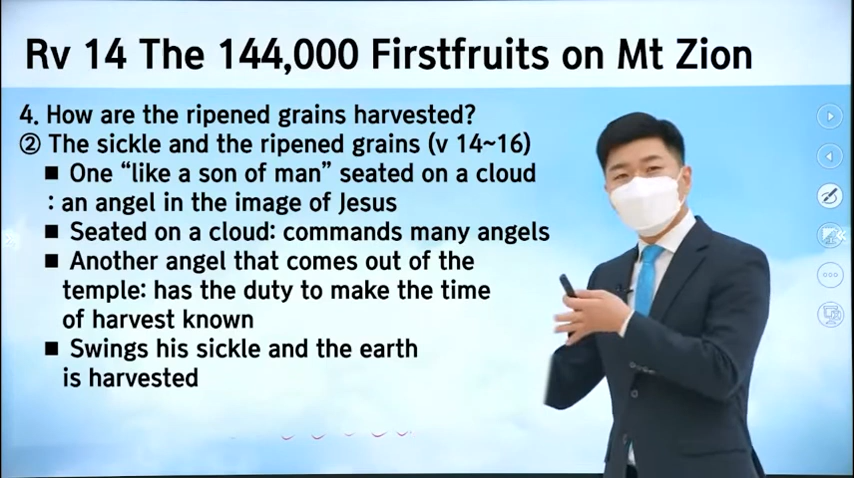 Rv 14 The 144,000 Firstfruits on Mt Zion
4. How are the ripened grains harvested?
② The sickle and the ripened grains (v 14~16)
■ One “like a son of man” seated on a cloud
: an angel in the image of Jesus
■ Seated on a cloud: commands many angels
■ Another angel that comes out of the
temple: has the duty to make the time
of harvest known
■ Swings his sickle and the earth
is harvested